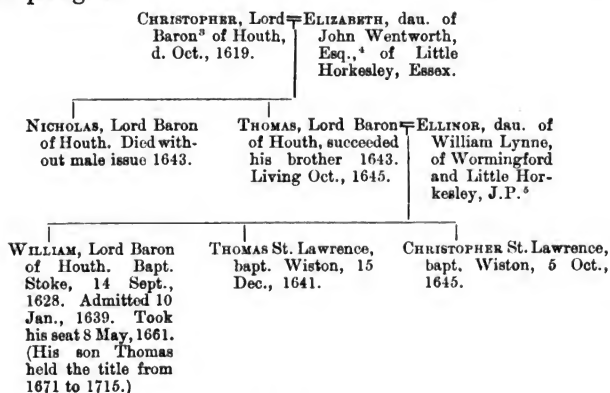 CHRISTOPHER, Lord
Baron³ of Houth,
d. Oct., 1619.
ELIZABETH, dau. of
John Wentworth,
Esq.,⁴ of Little
Horkesley, Essex.
NICHOLAS, Lord Baron
of Houth. Died with-
out male issue 1643.
THOMAS, Lord Baron
of Houth, succeeded
his brother 1643.
Living Oct., 1645.
ELLINOR, dau. of
William Lynne,
of Wormingford
and Little Hor-
kesley, J.P.⁵
WILLIAM, Lord Baron
of Houth. Bapt.
Stoke, 14 Sept.,
1628. Admitted 10
Jan., 1639. Took
his seat 8 May, 1661.
(His son Thomas
held the title from
1671 to 1715.)
THOMAS St. Lawrence,
bapt. Wiston, 15
Dec., 1641.
CHRISTOPHER St. Lawrence,
bapt. Wiston, 5 Oct.,
1645.